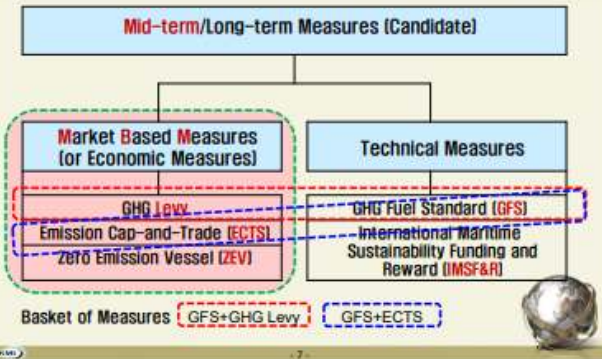 Mid-term/Long-term Measures (Candidate)
Market Based Measures
(or Economic Measures)
Technical Measures
GHG Levy
GHG Fuel Standard (GFS)
Emission Cap-and-Trade (ECTS)
Zero Emission Vessel (ZEV)
International Maritime
Sustainability Funding and
Reward (IMSF&R)
Basket of Measures
GFS+GHG Levy
GFS+ECTS
- 7 -